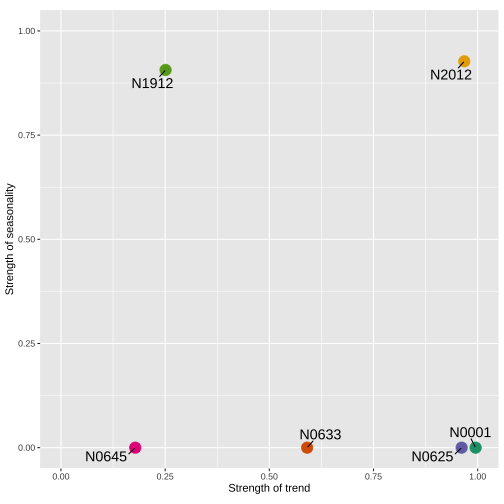 1.00
0.75
0.50
0.25
0.00
Strength of seasonality
N1912
N2012
N0645
N0633
N0625
N0001
0.00
0.25
0.50
0.75
1.00
Strength of trend